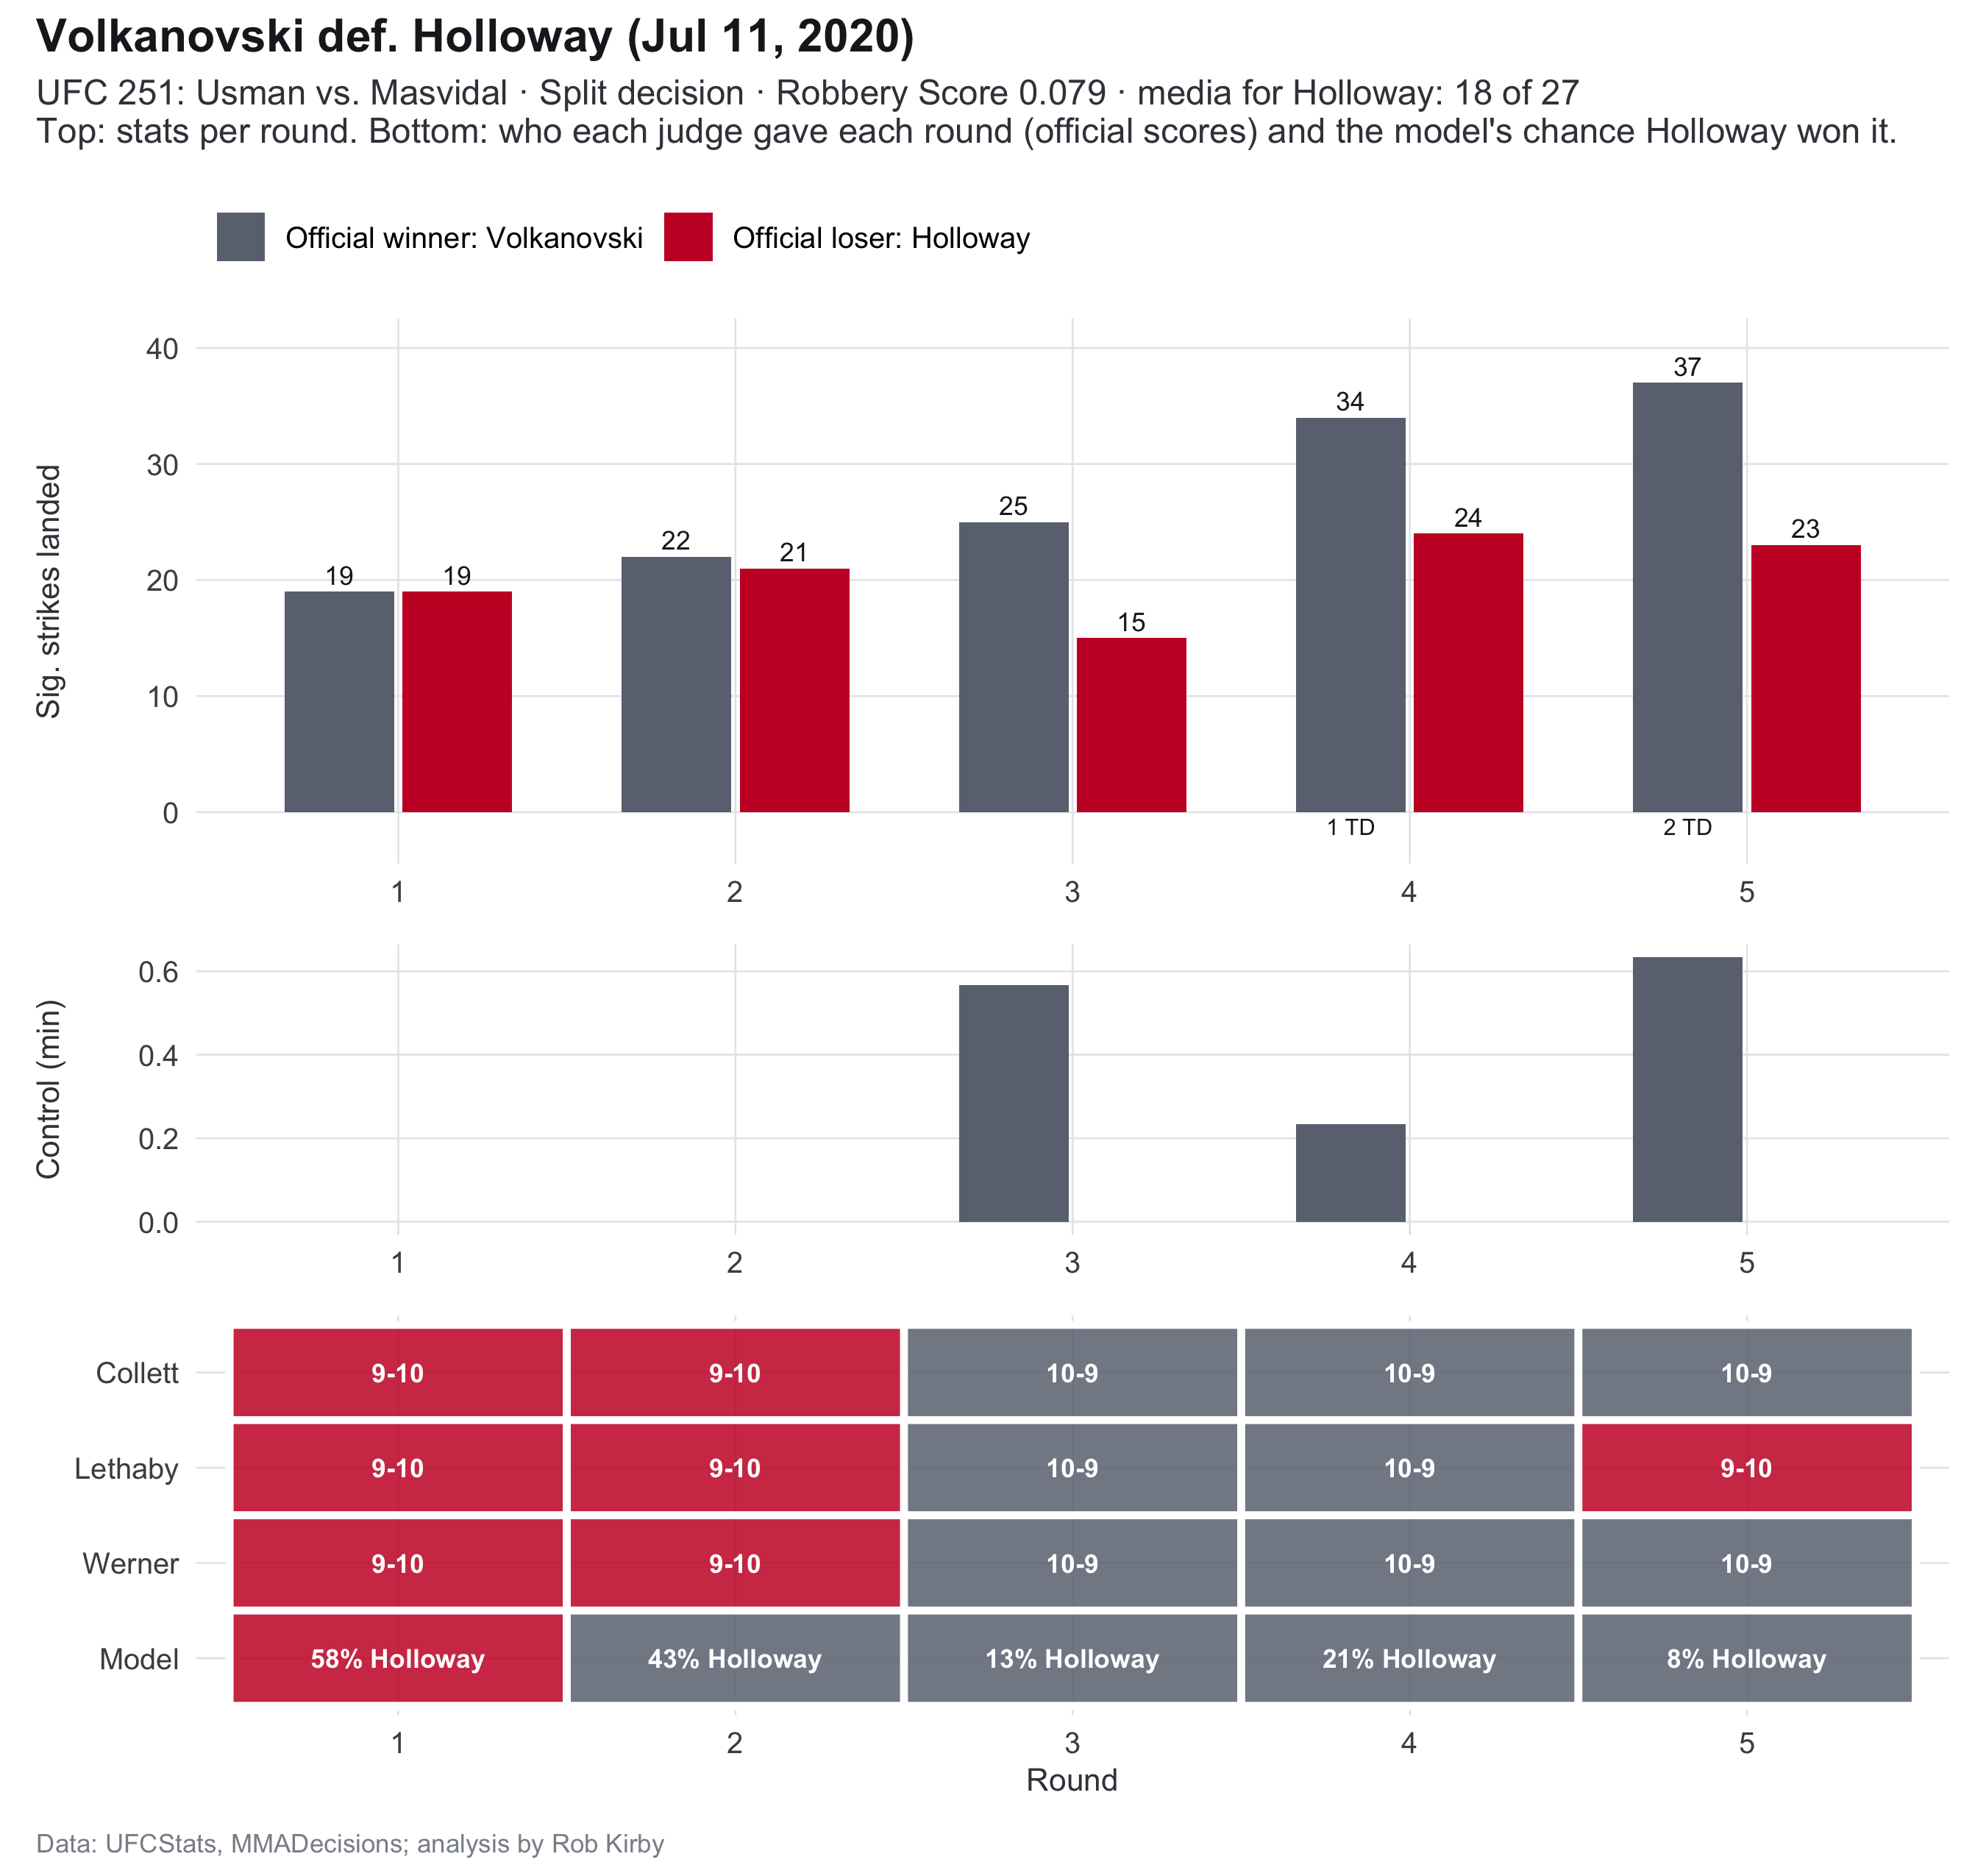 Volkanovski def. Holloway (Jul 11, 2020)
UFC 251: Usman vs. Masvidal · Split decision · Robbery Score 0.079 · media for Holloway: 18 of 27
Top: stats per round. Bottom: who each judge gave each round (official scores) and the model's chance Holloway won it.
Official winner: Volkanovski
Official loser: Holloway
Sig. strikes landed
40
30
20
10
0
19
19
22
21
25
15
34
24
37
23
1 TD
2 TD
1
2
3
4
5
Control (min)
0.6
0.4
0.2
0.0
1
2
3
4
5
Collett
9-10
9-10
10-9
10-9
10-9
Lethaby
9-10
9-10
10-9
10-9
9-10
Werner
9-10
9-10
10-9
10-9
10-9
Model
58% Holloway
43% Holloway
13% Holloway
21% Holloway
8% Holloway
1
2
3
4
5
Round
Data: UFCStats, MMADecisions; analysis by Rob Kirby